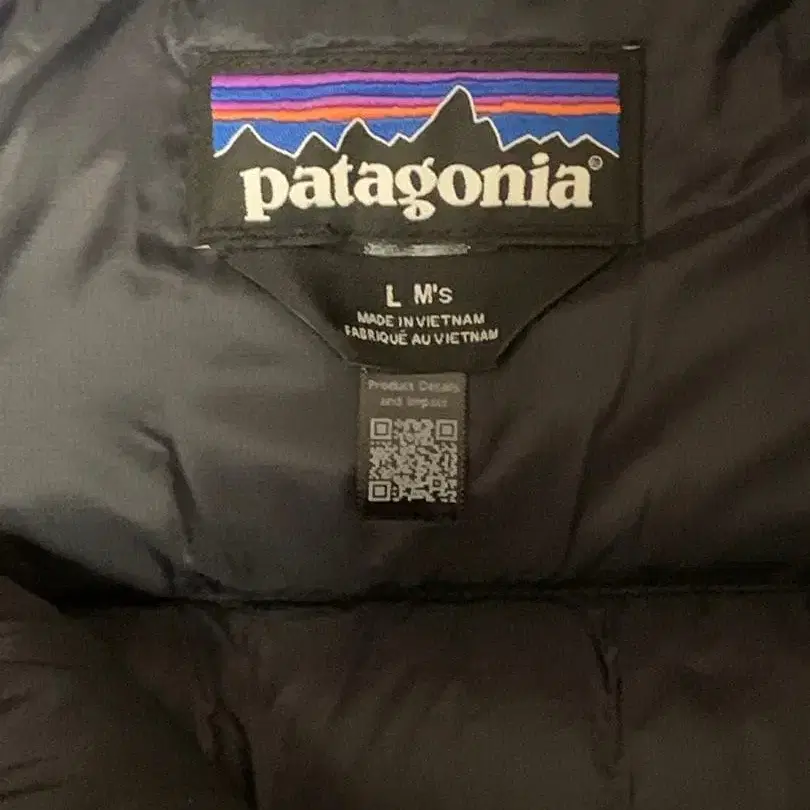 patagonia®
L M's
MADE IN VIETNAM
FABRIQUÉ AU VIETNAM
Product Details
and Impact